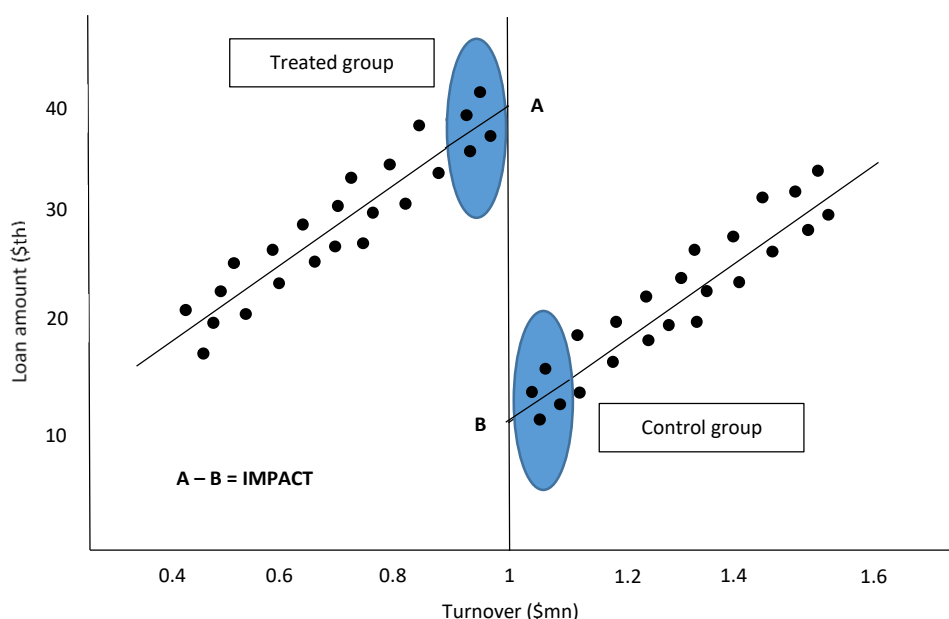 Treated group
40
A
30
Loan amount ($th)
20
B
Control group
10
A – B = IMPACT
0.4 0.6 0.8 1 1.2 1.4 1.6
Turnover ($mn)